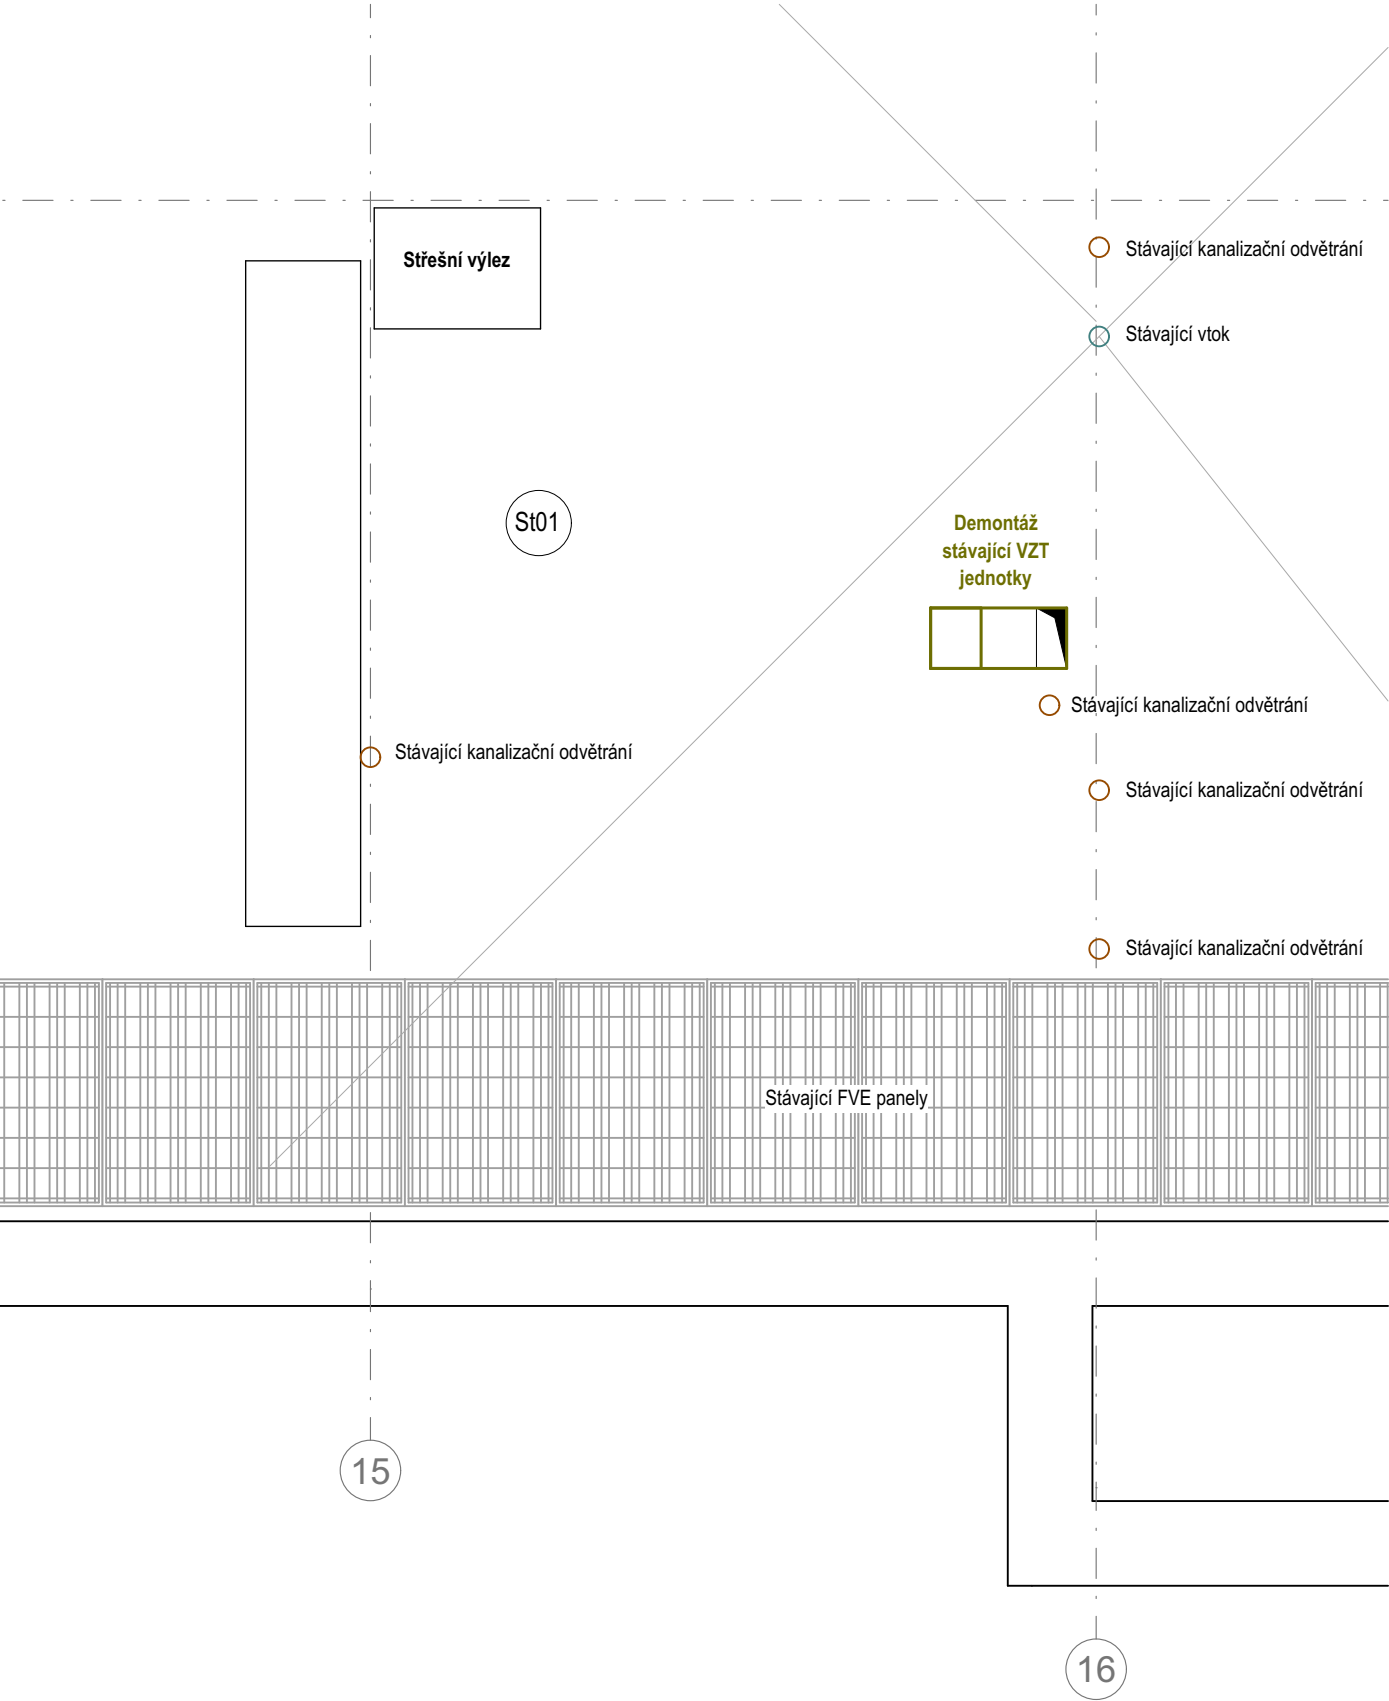 Střešní výlez
Stávající kanalizační odvětrání
Stávající vtok
St01
Demontáž
stávající VZT
jednotky
Stávající kanalizační odvětrání
Stávající kanalizační odvětrání
Stávající kanalizační odvětrání
Stávající kanalizační odvětrání
Stávající FVE panely
15
16